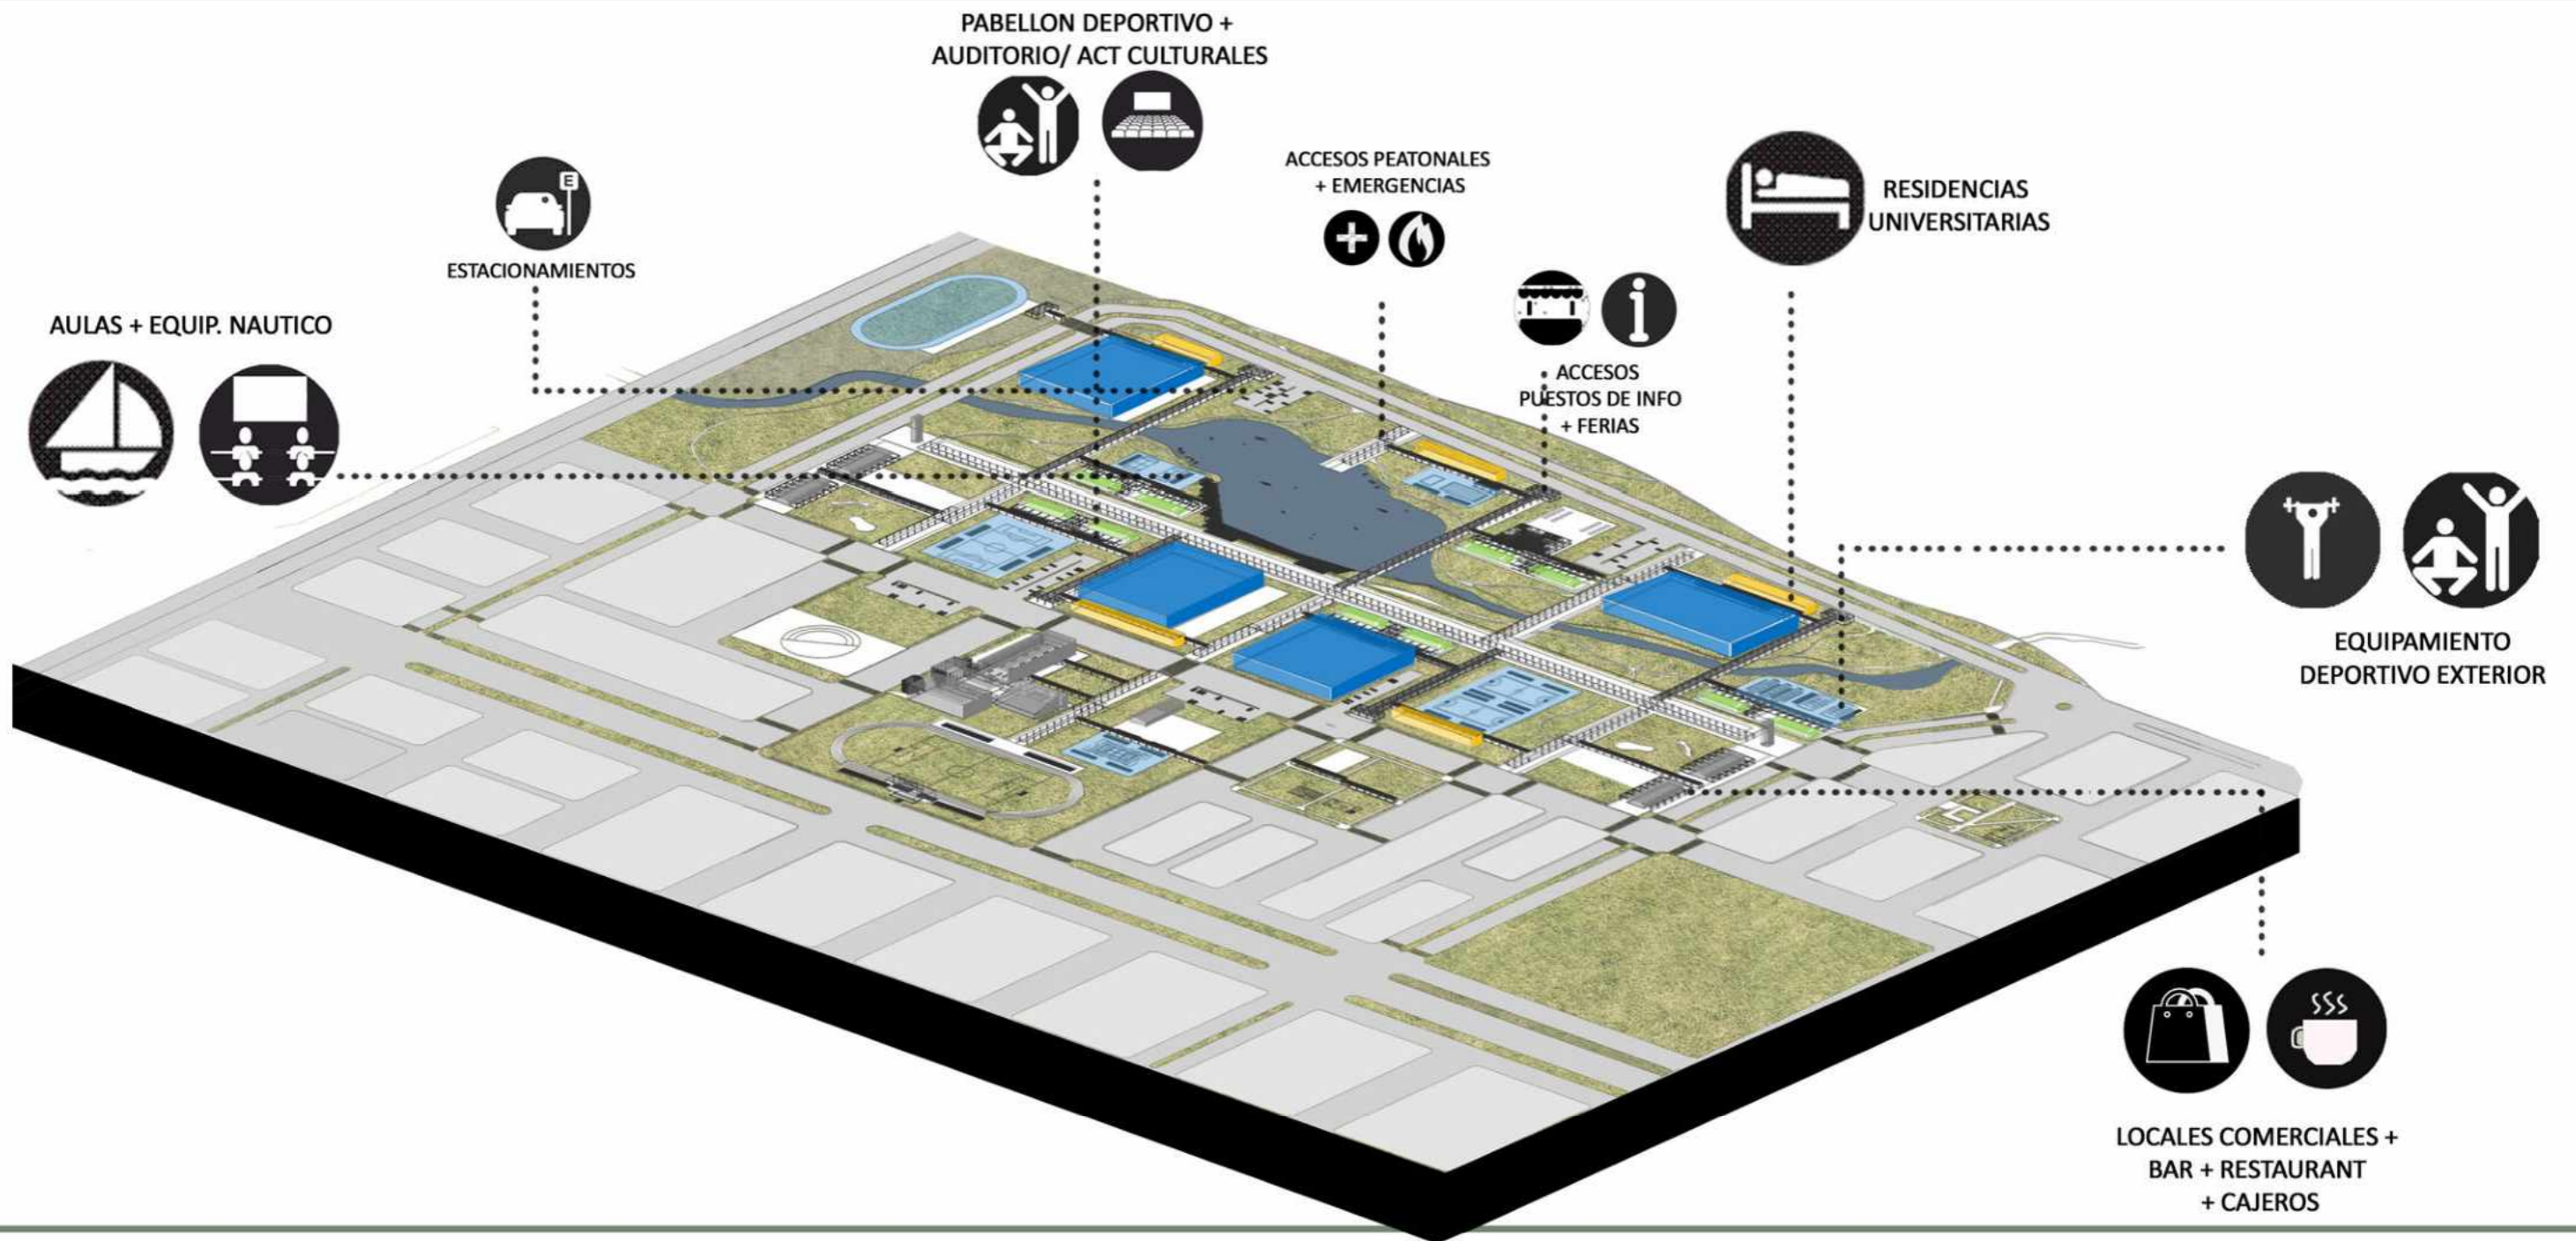 PABELLON DEPORTIVO +
AUDITORIO/ ACT CULTURALES
ACCESOS PEATONALES
+ EMERGENCIAS
RESIDENCIAS
UNIVERSITARIAS
E
ESTACIONAMIENTOS
AULAS + EQUIP. NAUTICO
i
ACCESOS
PUESTOS DE INFO
+ FERIAS
EQUIPAMIENTO
DEPORTIVO EXTERIOR
LOCALES COMERCIALES +
BAR + RESTAURANT
+ CAJEROS